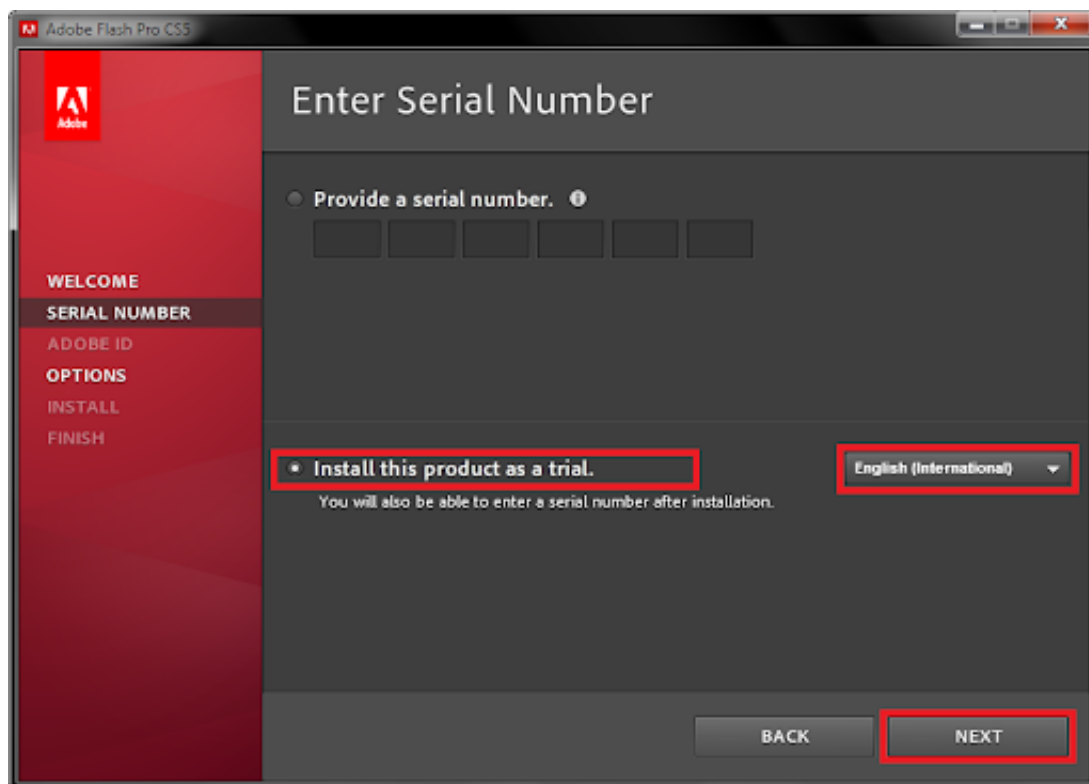 Adobe Flash Pro CS5
Adobe
Enter Serial Number
Provide a serial number.
WELCOME
SERIAL NUMBER
ADOBE ID
OPTIONS
INSTALL
FINISH
Install this product as a trial.
English (International)
You will also be able to enter a serial number after installation.
BACK
NEXT